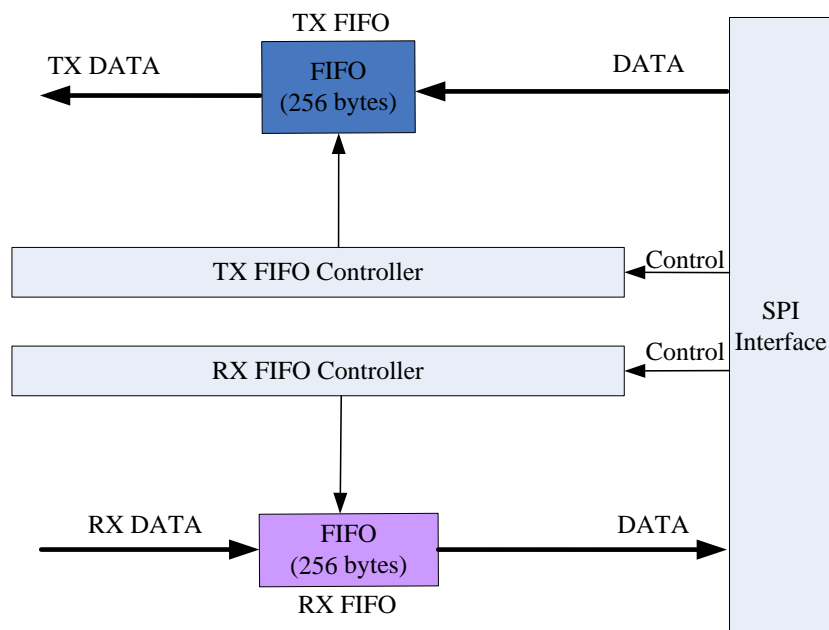 TX FIFO
TX DATA
FIFO
(256 bytes)
DATA
TX FIFO Controller
Control
SPI
Interface
RX FIFO Controller
Control
RX DATA
FIFO
(256 bytes)
DATA
RX FIFO